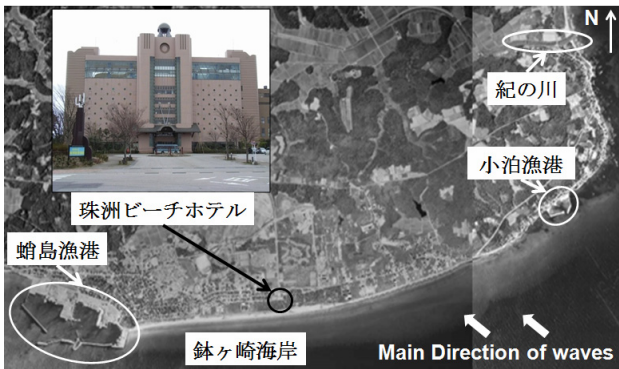 N
紀の川
小泊漁港
珠洲ビーチホテル
蛸島漁港
鉢ヶ崎海岸
Main Direction of waves